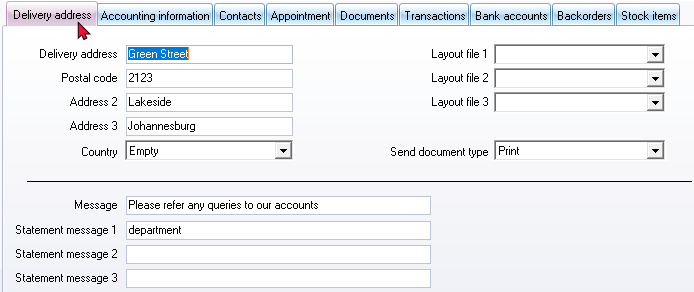 Delivery address Accounting information Contacts Appointment Documents Transactions Bank accounts Backorders Stock items
Delivery address Green Street Layout file 1
Postal code 2123 Layout file 2
Address 2 Lakeside Layout file 3
Address 3 Johannesburg
Country Empty Send document type Print
Message Please refer any queries to our accounts
Statement message 1 department
Statement message 2
Statement message 3